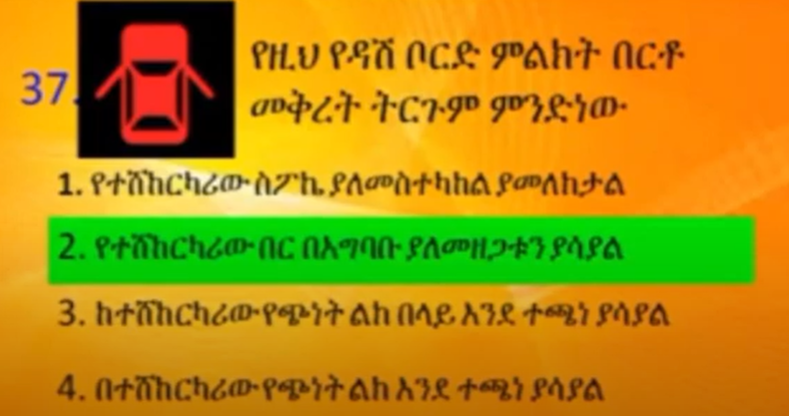 37. የዚህ የዳሽ ቦርድ ምልክት በርቶ
መቅረት ትርጉም ምንድነው
1. የተሽከርካሪው ስፖኪ ያለመስተካከል ያመለክታል
2. የተሽከርካሪው በር በአግባቡ ያለመዘጋቱን ያሳያል
3. ከተሽከርካሪው የጭነት ልክ በላይ እንደ ተጫነ ያሳያል
4. በተሽከርካሪው የጭነት ልክ እንደ ተጫነ ያሳያል